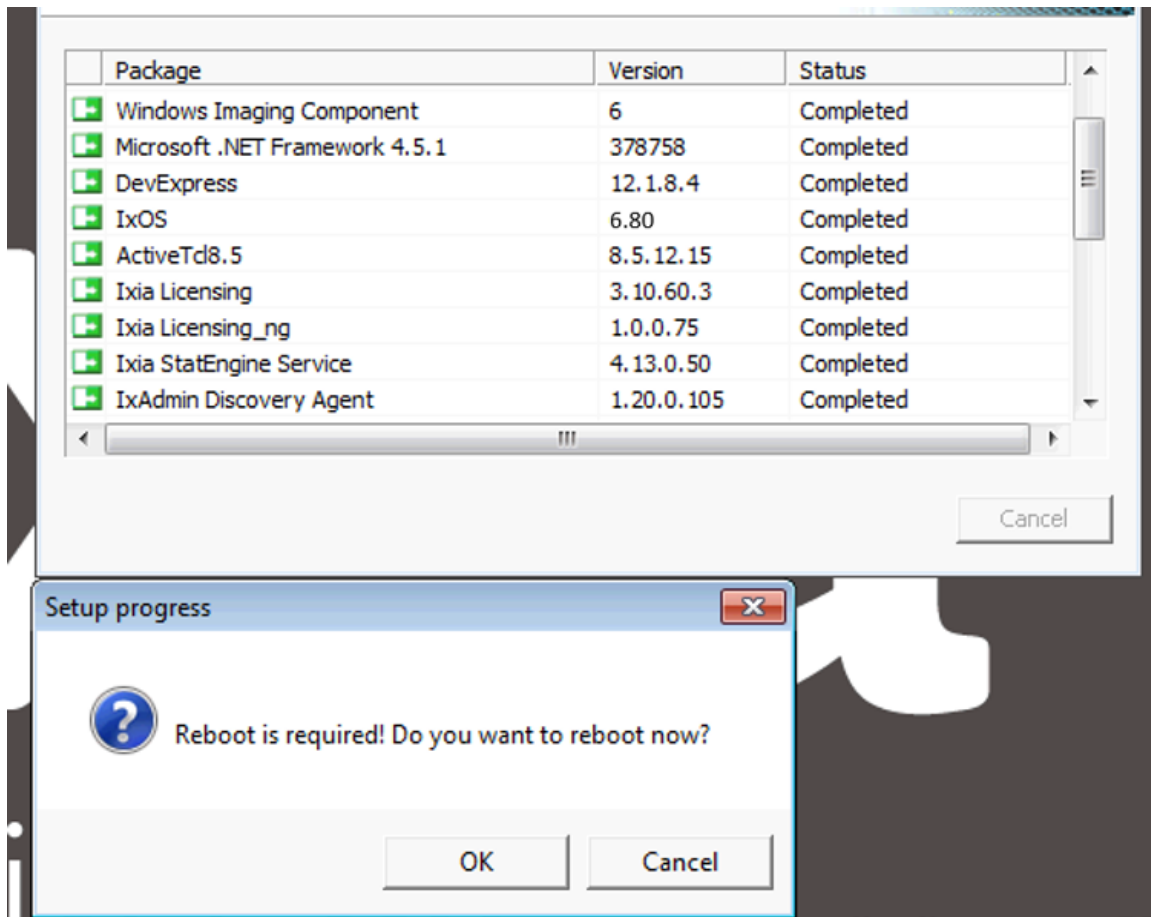 Package Version Status
Windows Imaging Component 6 Completed
Microsoft .NET Framework 4.5.1 378758 Completed
DevExpress 12.1.8.4 Completed
IxOS 6.80 Completed
ActiveTcl8.5 8.5.12.15 Completed
Ixia Licensing 3.10.60.3 Completed
Ixia Licensing_ng 1.0.0.75 Completed
Ixia StatEngine Service 4.13.0.50 Completed
IxAdmin Discovery Agent 1.20.0.105 Completed
Cancel
Setup progress
Reboot is required! Do you want to reboot now?
OK Cancel